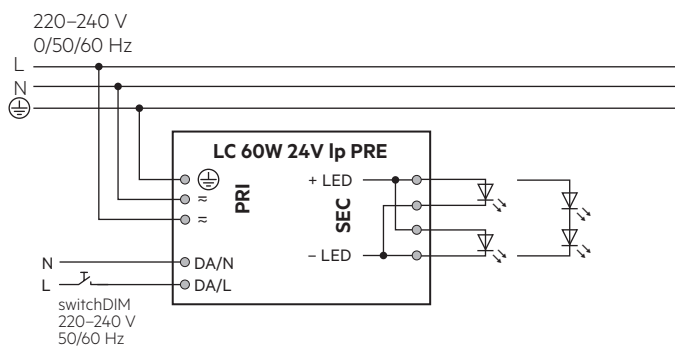 220–240 V
0/50/60 Hz
L
N
LC 60W 24V lp PRE
PRI
≂
≂
+ LED
SEC
– LED
N
DA/N
L
DA/L
switchDIM
220–240 V
50/60 Hz